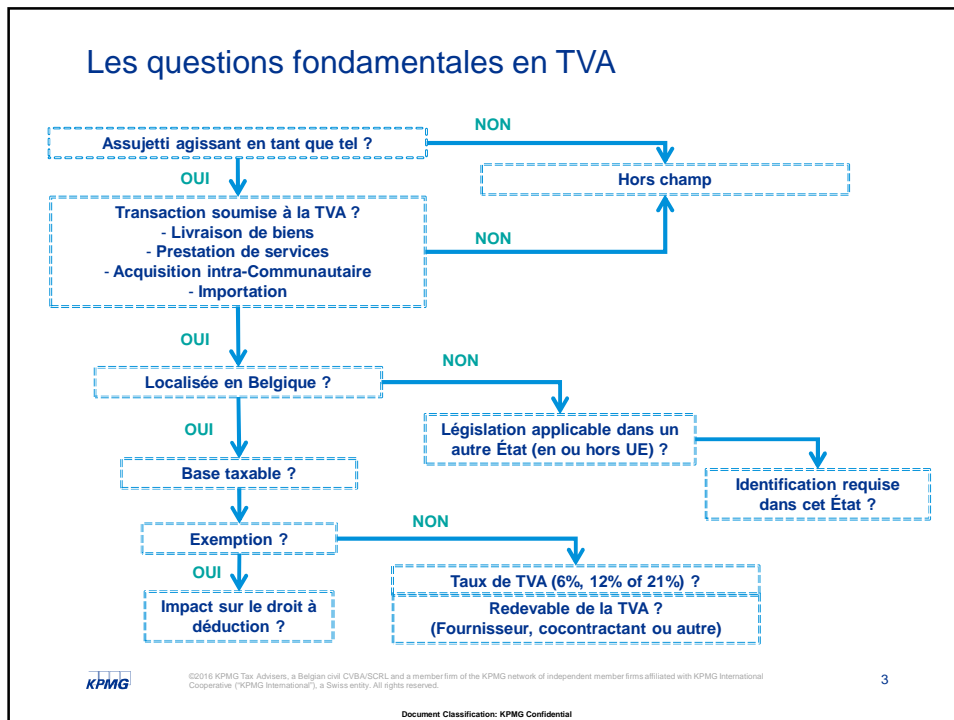 Les questions fondamentales en TVA
NON
Assujetti agissant en tant que tel ?
OUI
Hors champ
Transaction soumise à la TVA ?
- Livraison de biens
- Prestation de services
- Acquisition intra-Communautaire
- Importation
NON
OUI
NON
Localisée en Belgique ?
OUI
Législation applicable dans un
autre État (en ou hors UE) ?
Base taxable ?
Identification requise
dans cet État ?
NON
Exemption ?
OUI
Taux de TVA (6%, 12% of 21%) ?
Impact sur le droit à
déduction ?
Redevable de la TVA ?
(Fournisseur, cocontractant ou autre)
KPMG
©2016 KPMG Tax Advisers, a Belgian civil CVBA/SCRL and a member firm of the KPMG network of independent member firms affiliated with KPMG International
Cooperative ("KPMG International"), a Swiss entity. All rights reserved.
3
Document Classification: KPMG Confidential